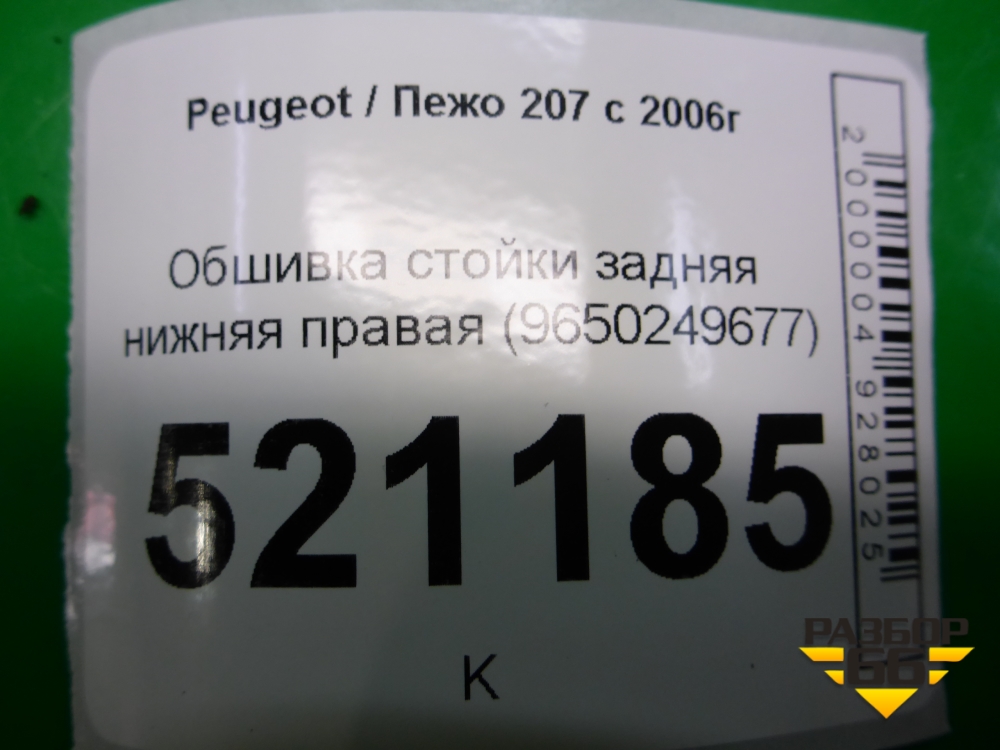 Peugeot / Пежо 207 с 2006г
Обшивка стойки задняя
нижняя правая (9650249677)
521185
К
2000004928025
РАЗБОР
66